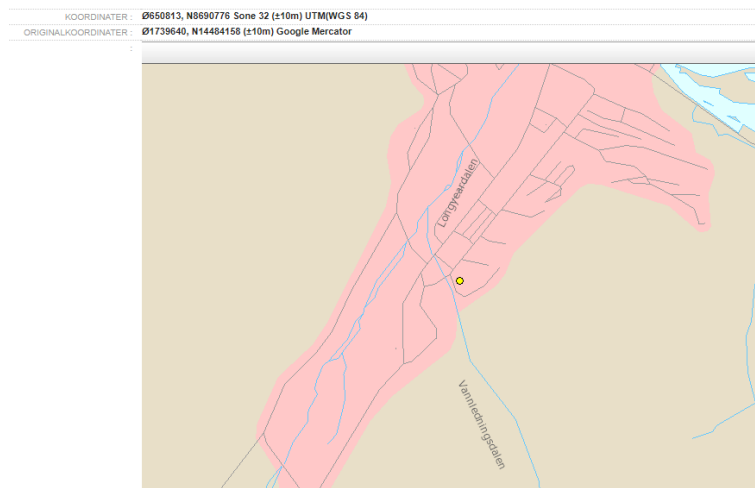 KOORDINATER : Ø650813, N8690776 Sone 32 (±10m) UTM(WGS 84)
ORIGINALKOORDINATER : Ø1739640, N14484158 (±10m) Google Mercator
:
Longyeardalen
Vannledningsdalen